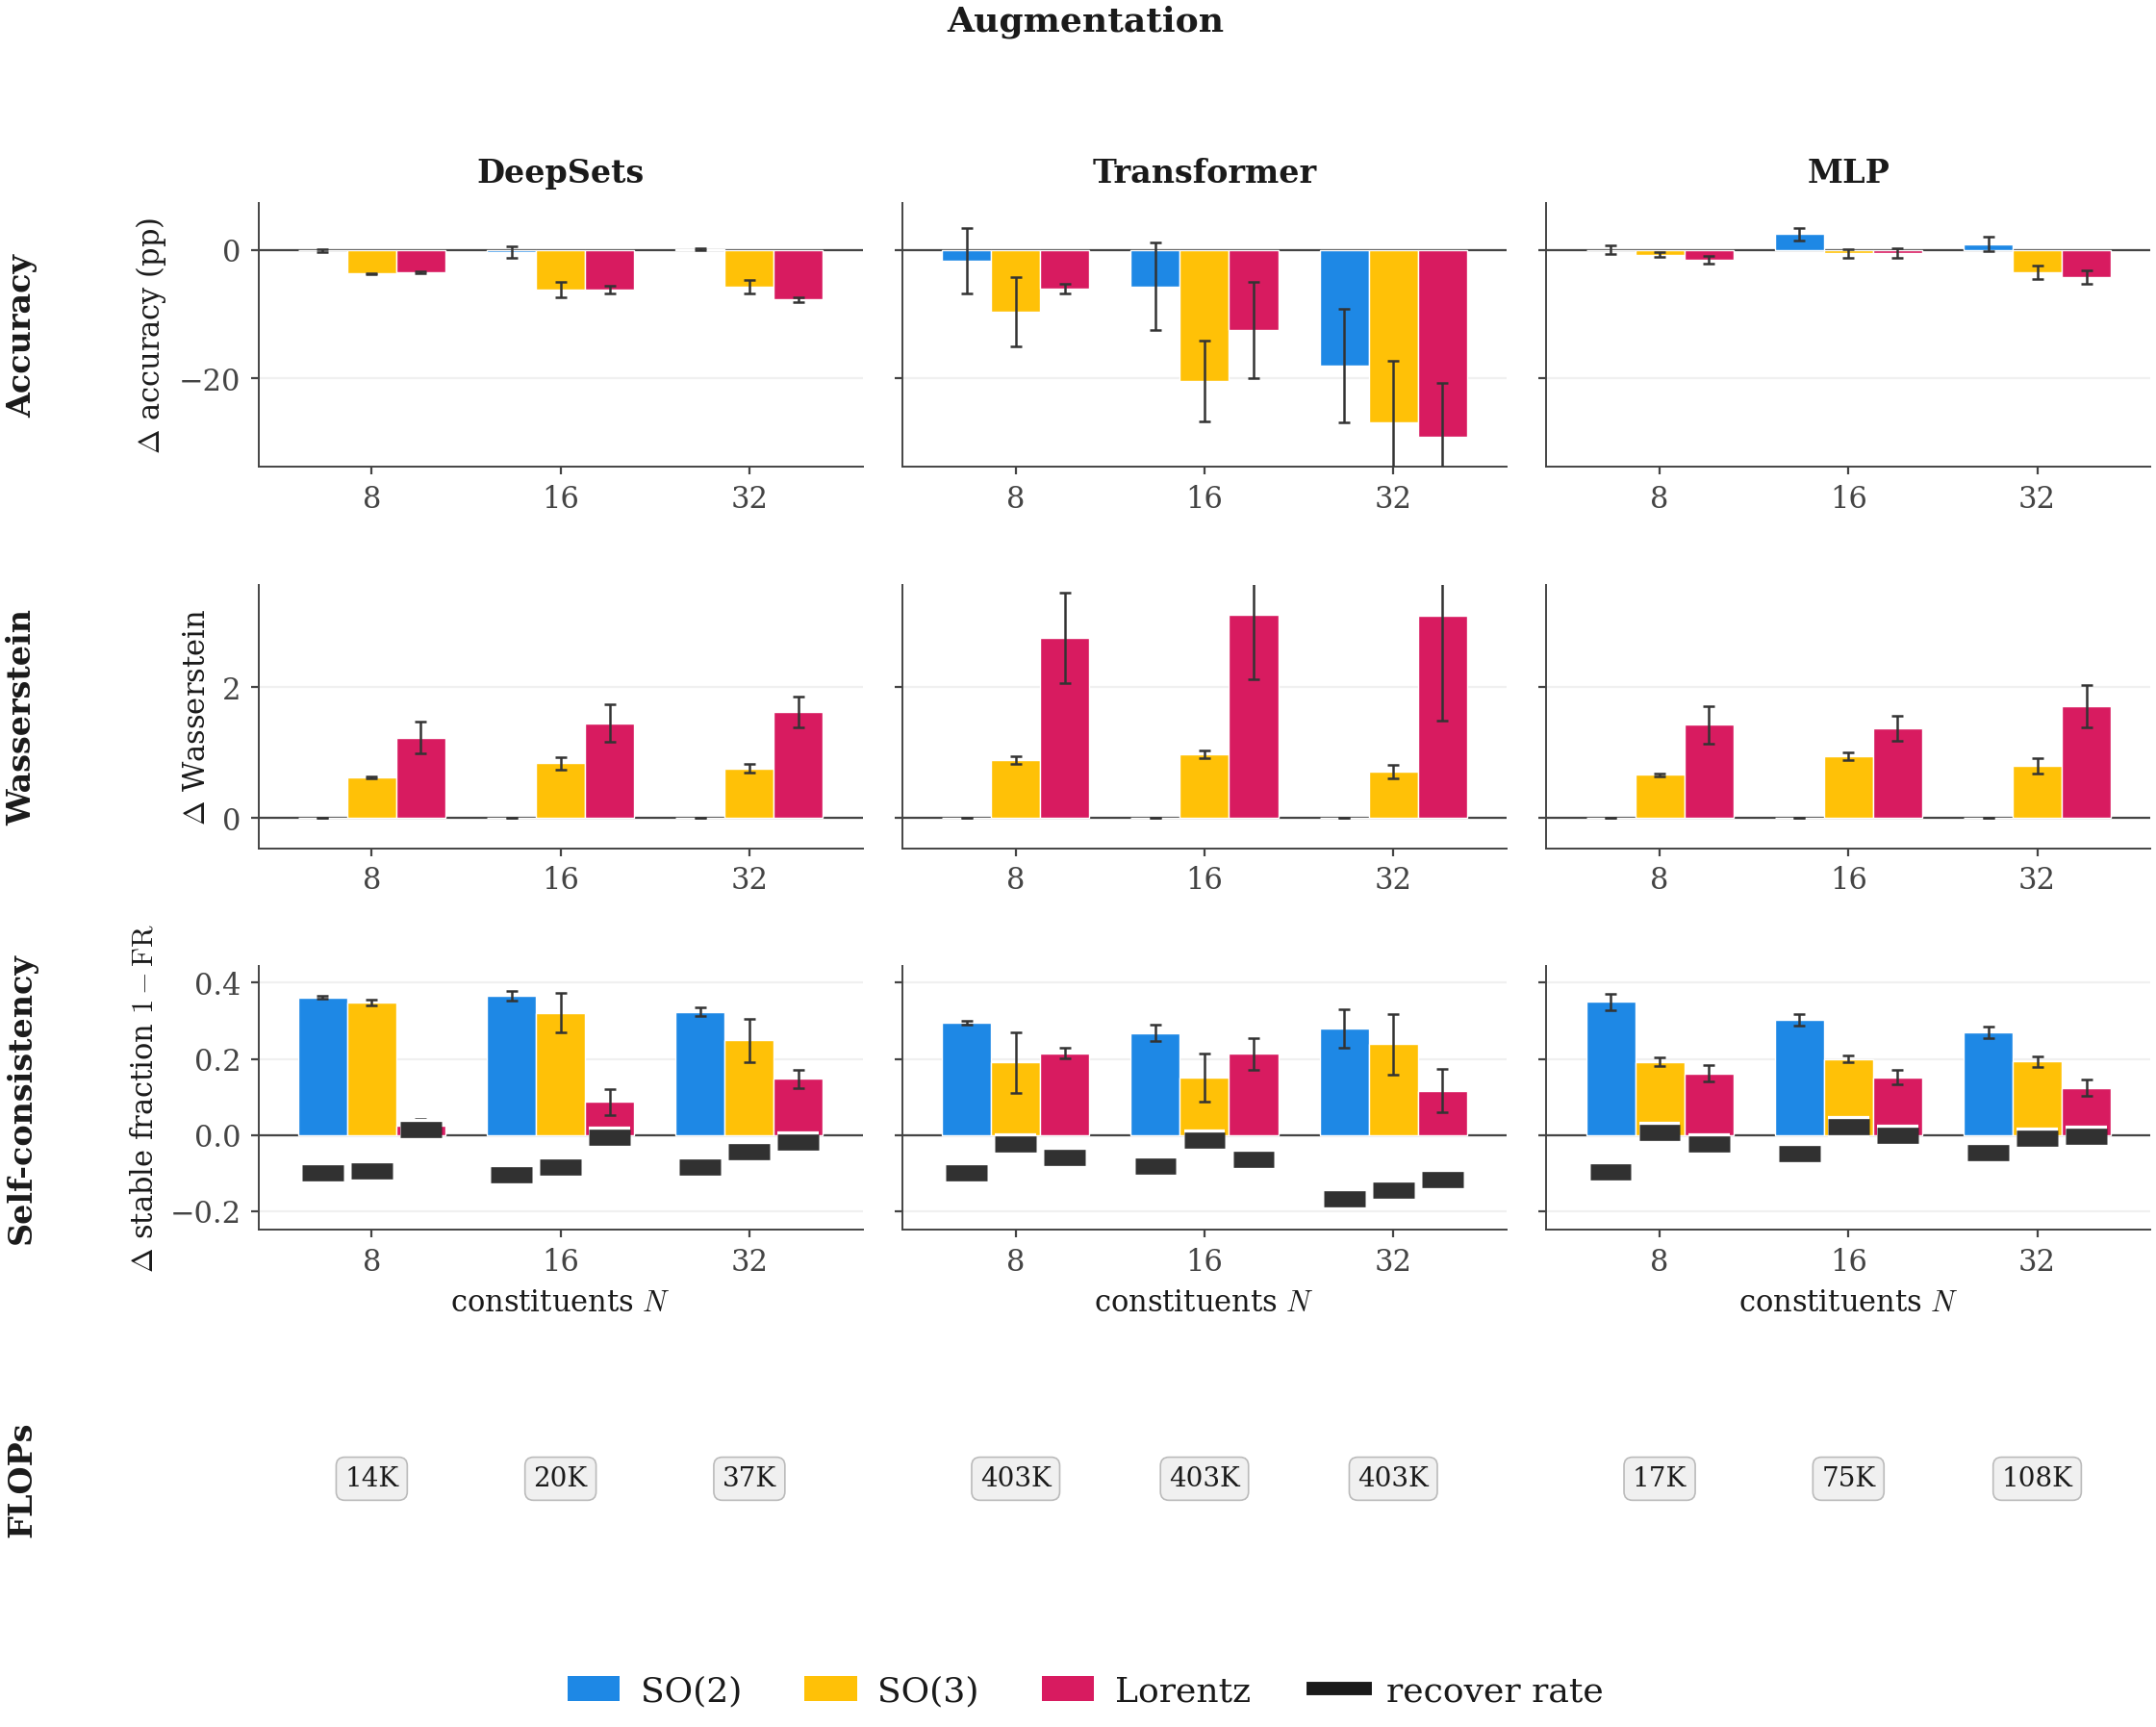 Augmentation
DeepSets
Transformer
MLP
Accuracy
Δ accuracy (pp)
0
−20
8 16 32
8 16 32
8 16 32
Wasserstein
Δ Wasserstein
2
0
8 16 32
8 16 32
8 16 32
Self-consistency
Δ stable fraction 1 − FR
0.4
0.2
0.0
−0.2
8 16 32
8 16 32
8 16 32
constituents N
constituents N
constituents N
FLOPs
14K 20K 37K
403K 403K 403K
17K 75K 108K
SO(2) SO(3) Lorentz recover rate